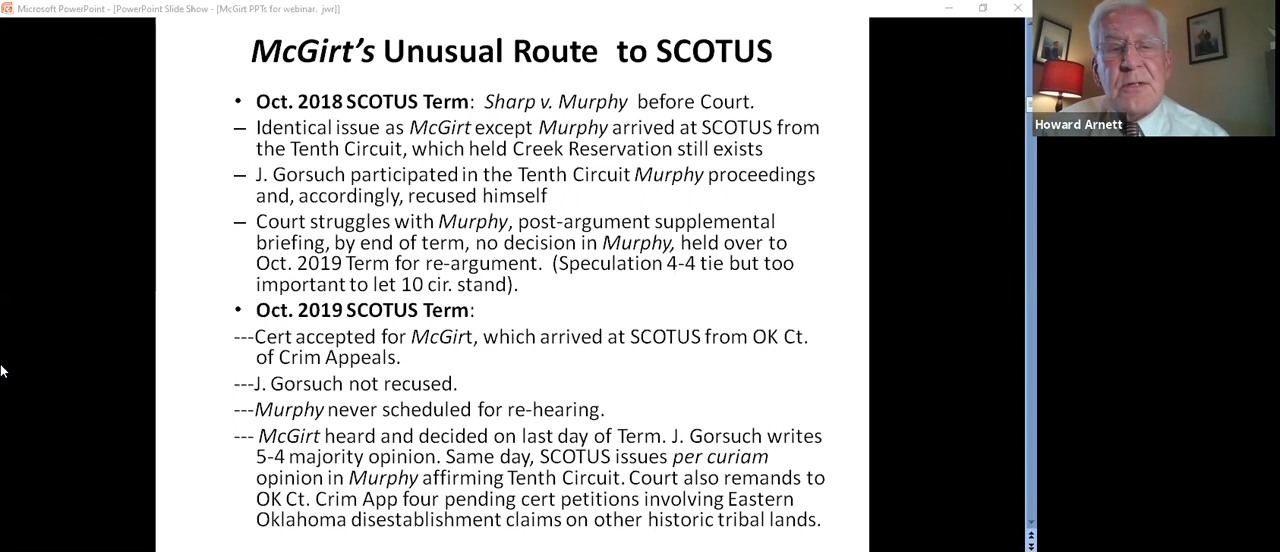 Microsoft PowerPoint - [PowerPoint Slide Show - [McGirt PPTs for webinar. jwr]]
McGirt's Unusual Route to SCOTUS
• Oct. 2018 SCOTUS Term: Sharp v. Murphy before Court.
– Identical issue as McGirt except Murphy arrived at SCOTUS from
the Tenth Circuit, which held Creek Reservation still exists
– J. Gorsuch participated in the Tenth Circuit Murphy proceedings
and, accordingly, recused himself
– Court struggles with Murphy, post-argument supplemental
briefing, by end of term, no decision in Murphy, held over to
Oct. 2019 Term for re-argument. (Speculation 4-4 tie but too
important to let 10 cir. stand).
• Oct. 2019 SCOTUS Term:
---Cert accepted for McGirt, which arrived at SCOTUS from OK Ct.
of Crim Appeals.
---J. Gorsuch not recused.
---Murphy never scheduled for re-hearing.
--- McGirt heard and decided on last day of Term. J. Gorsuch writes
5-4 majority opinion. Same day, SCOTUS issues per curiam
opinion in Murphy affirming Tenth Circuit. Court also remands to
OK Ct. Crim App four pending cert petitions involving Eastern
Oklahoma disestablishment claims on other historic tribal lands.
Howard Arnett